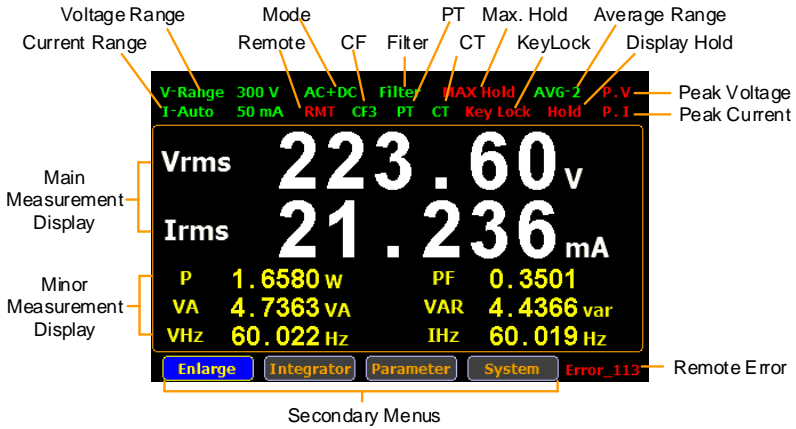 Voltage Range Mode PT Max. Hold Average Range
Current Range Remote CF Filter CT KeyLock Display Hold
V-Range 300 V AC+DC Filter MAX Hold AVG-2 P.V Peak Voltage
I-Auto 50 mA RMT CF3 PT CT Key Lock Hold P.I Peak Current
Vrms 223.60 V
Main
Measurement
Display
Irms 21.236 mA
P 1.6580 W PF 0.3501
Minor
Measurement
Display
VA 4.7363 VA VAR 4.4366 var
VHz 60.022 Hz IHz 60.019 Hz
Enlarge Integrator Parameter System Error_113 Remote Error
Secondary Menus